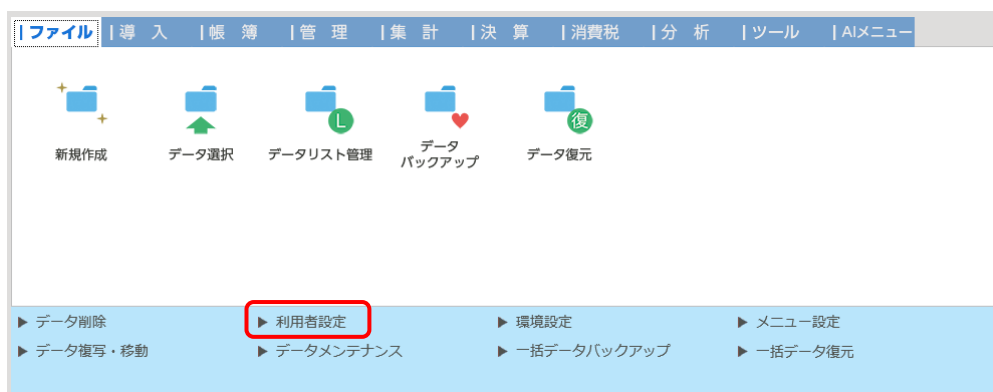 |ファイル |導 入 |帳 簿 |管 理 |集 計 |決 算 |消費税 |分 析 |ツール |AIメニュー
L 復
新規作成 データ選択 データリスト管理 データ データ復元
バックアップ
▶ データ削除 ▶ 利用者設定 ▶ 環境設定 ▶ メニュー設定
▶ データ複写・移動 ▶ データメンテナンス ▶ 一括データバックアップ ▶ 一括データ復元